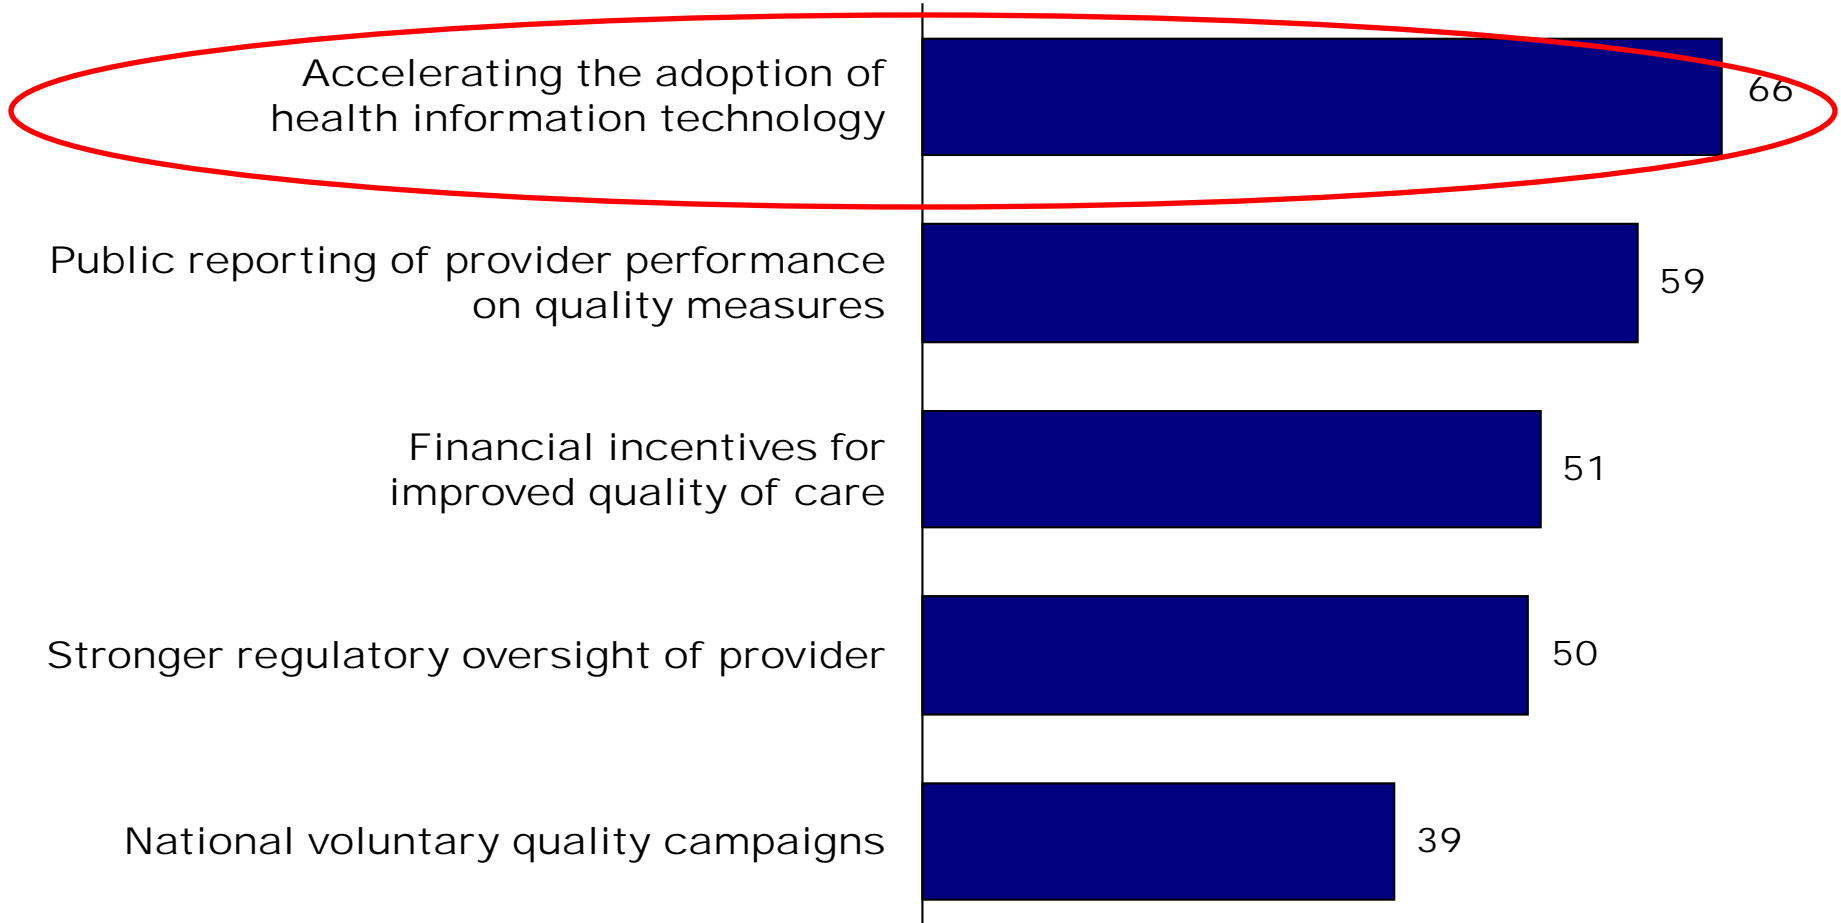 Accelerating the adoption of
health information technology
66
Public reporting of provider performance
on quality measures
59
Financial incentives for
improved quality of care
51
Stronger regulatory oversight of provider
50
National voluntary quality campaigns
39